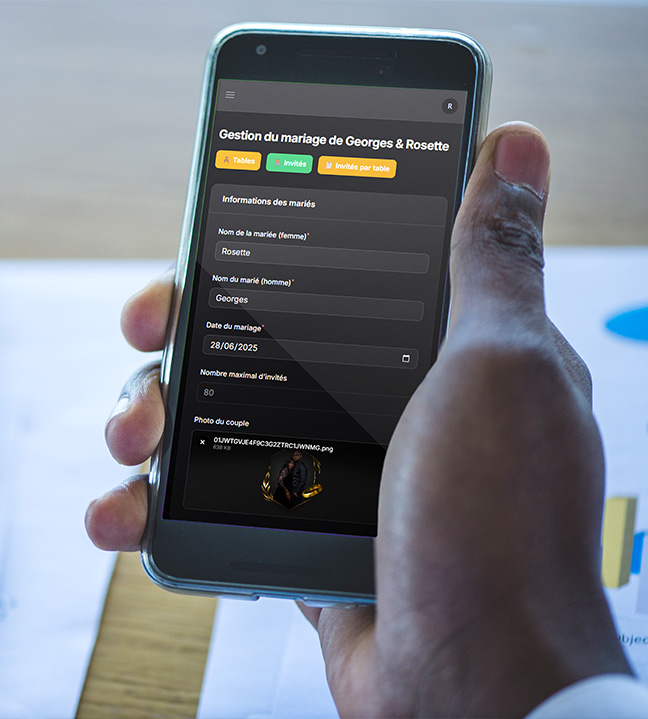 R
Gestion du mariage de Georges & Rosette
Tables
Invités
Invités par table
Informations des mariés
Nom de la mariée (femme)*
Rosette
Nom du marié (homme)*
Georges
Date du mariage*
28/06/2025
Nombre maximal d'invités
80
Photo du couple
01JWTGVJE4F9C3G2ZTRC1JWNMG.png
838 KB